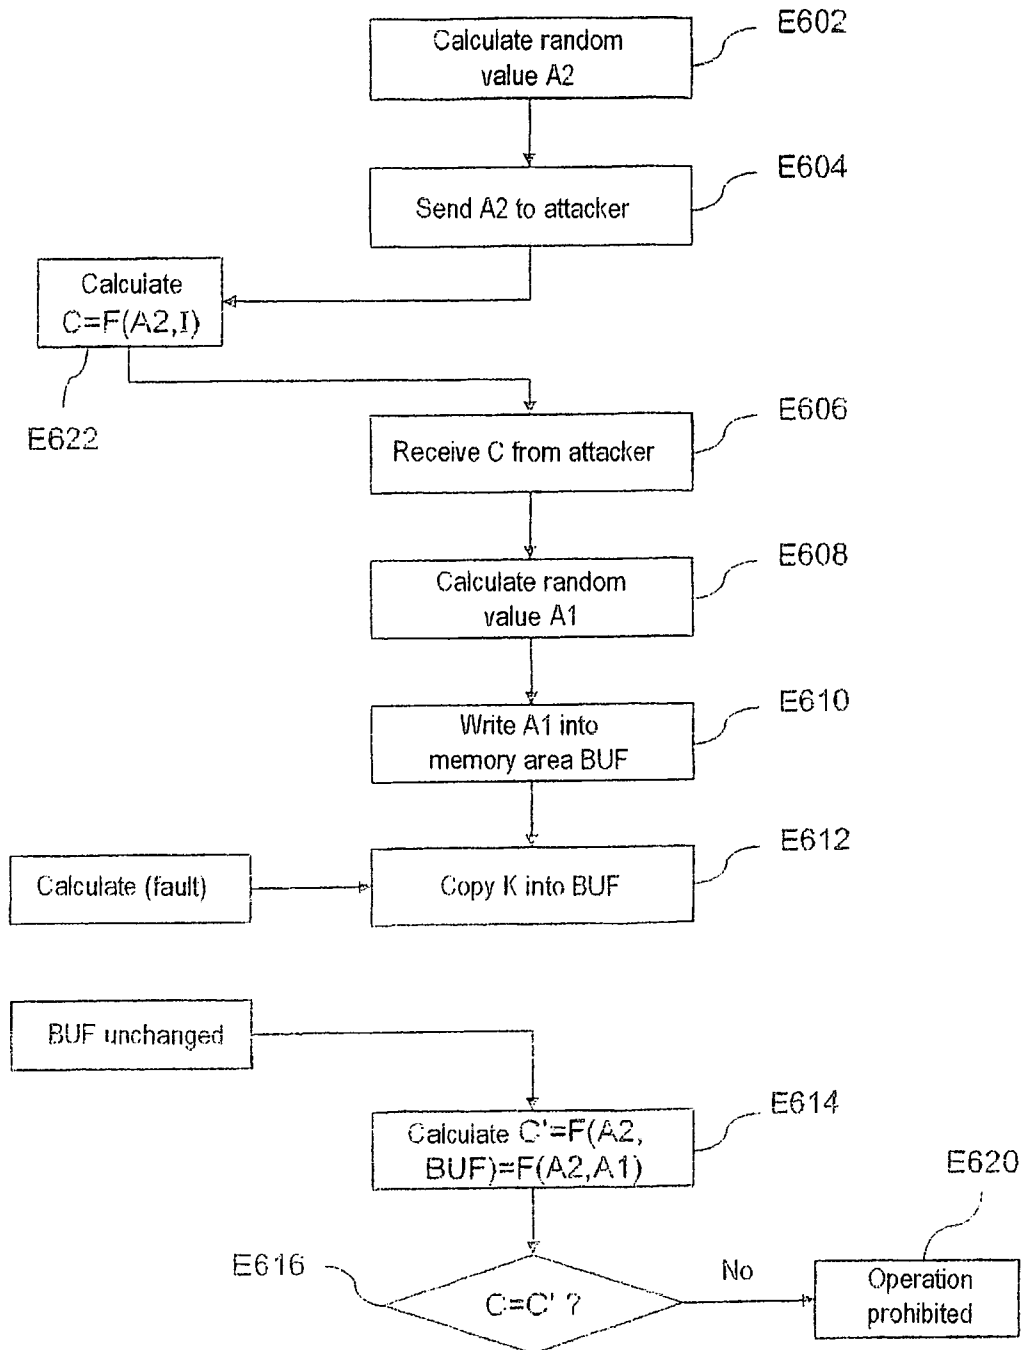 Calculate random
value A2
E602
Send A2 to attacker
E604
Calculate
C=F(A2,I)
E622
Receive C from attacker
E606
Calculate random
value A1
E608
Write A1 into
memory area BUF
E610
Calculate (fault)
Copy K into BUF
E612
BUF unchanged
Calculate C'=F(A2,
BUF)=F(A2,A1)
E614
E616
C=C' ?
No
Operation
prohibited
E620